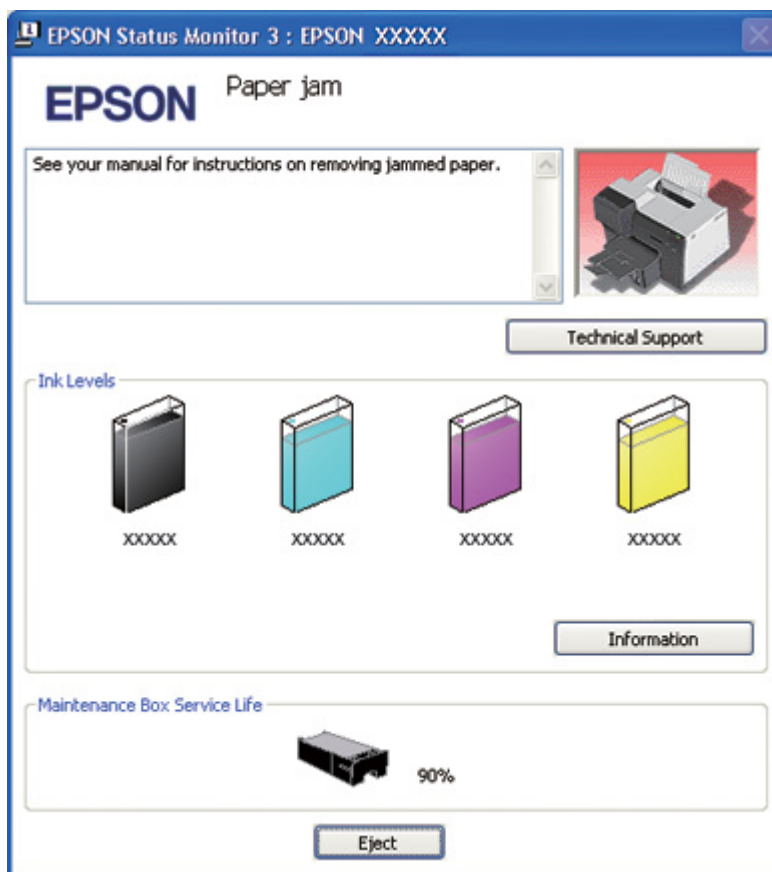 EPSON Status Monitor 3 : EPSON XXXXX
EPSON
Paper jam
See your manual for instructions on removing jammed paper.
Technical Support
Ink Levels
XXXXX XXXXX XXXXX XXXXX
Information
Maintenance Box Service Life
90%
Eject